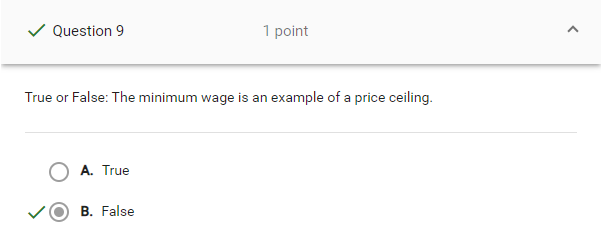 Question 9 1 point
True or False: The minimum wage is an example of a price ceiling.
A. True
B. False